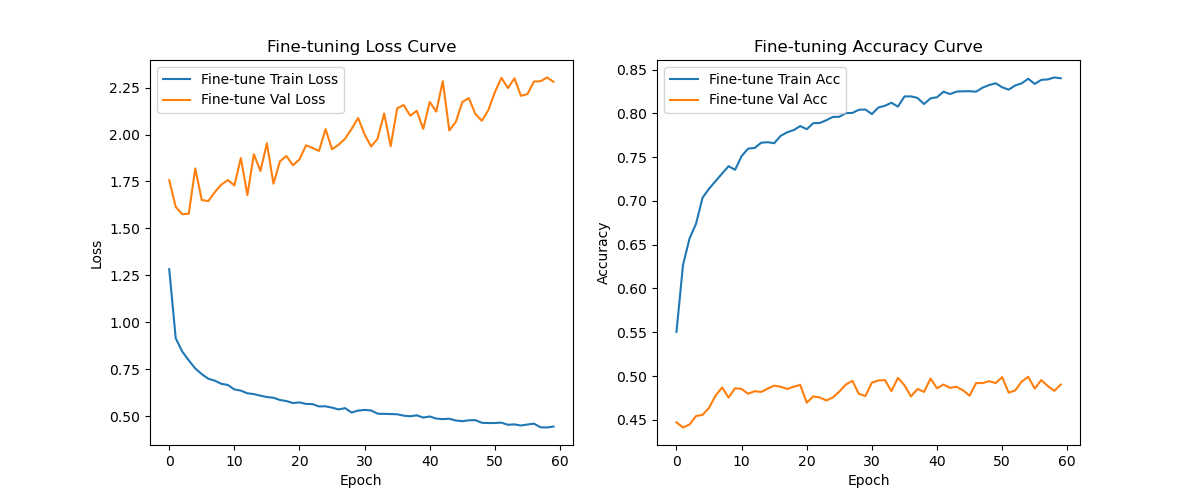 Fine-tuning Loss Curve
Fine-tune Train Loss
Fine-tune Val Loss
2.25
2.00
1.75
1.50
1.25
1.00
0.75
0.50
Loss
0 10 20 30 40 50 60
Epoch
Fine-tuning Accuracy Curve
Fine-tune Train Acc
Fine-tune Val Acc
0.85
0.80
0.75
0.70
0.65
0.60
0.55
0.50
0.45
Accuracy
0 10 20 30 40 50 60
Epoch